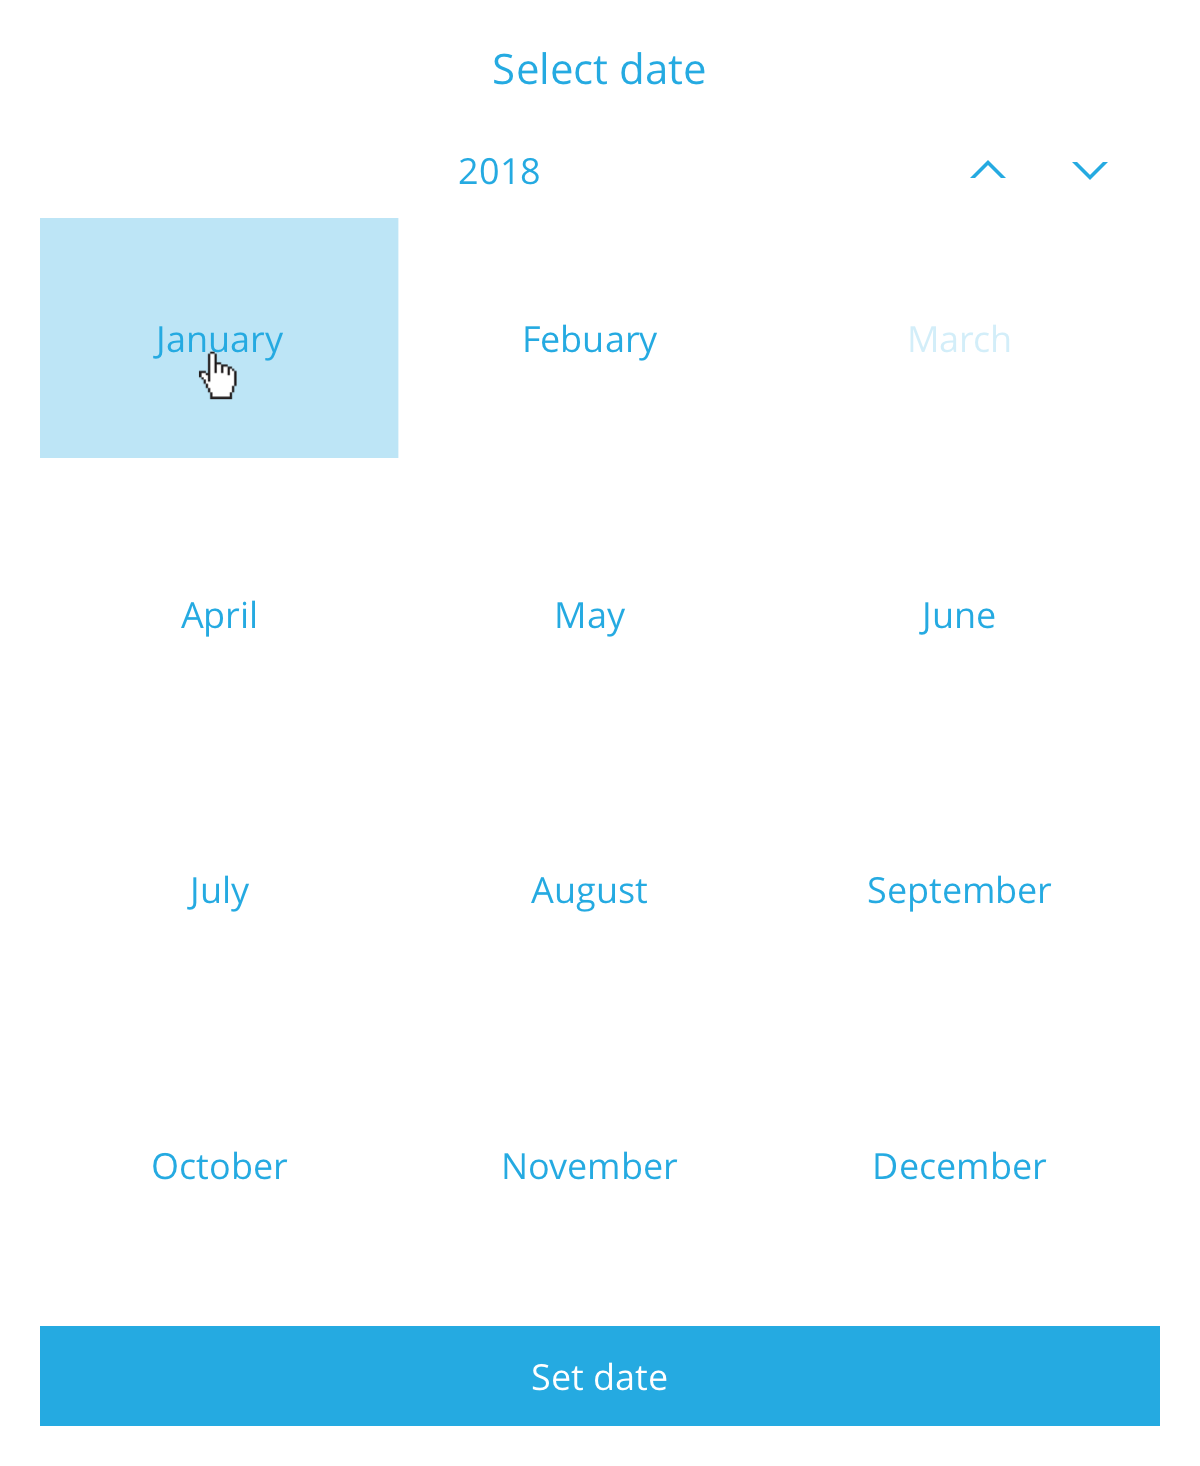 Select date
2018
January Febuary March
April May June
July August September
October November December
Set date